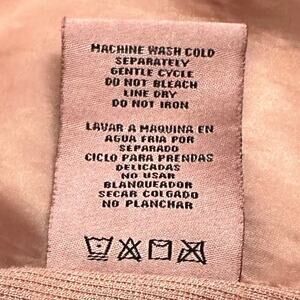 MACHINE WASH COLD
SEPARATELY
GENTLE CYCLE
DO NOT BLEACH
LINE DRY
DO NOT IRON
LAVAR A MAQUINA EN
AGUA FRIA POR
SEPARADO
CICLO PARA PRENDAS
DELICADAS
NO USAR
BLANQUEADOR
SECAR COLGADO
NO PLANCHAR